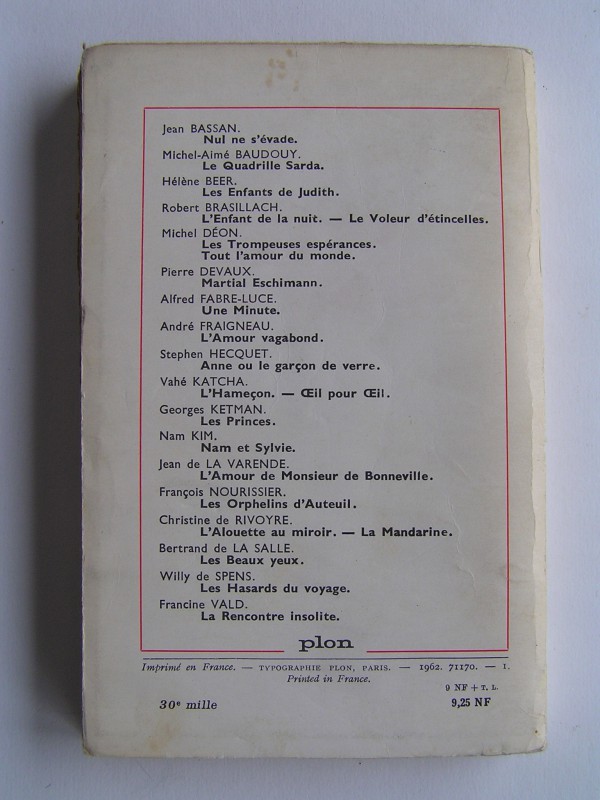 Jean BASSAN.
Nul ne s'évade.
Michel-Aimé BAUDOUY.
Le Quadrille Sarda.
Hélène BEER.
Les Enfants de Judith.
Robert BRASILLACH.
L'Enfant de la nuit. — Le Voleur d'étincelles.
Michel DÉON.
Les Trompeuses espérances.
Tout l'amour du monde.
Pierre DEVAUX.
Martial Eschimann.
Alfred FABRE-LUCE.
Une Minute.
André FRAIGNEAU.
L'Amour vagabond.
Stephen HECQUET.
Anne ou le garçon de verre.
Vahé KATCHA.
L'Hameçon. — Œil pour Œil.
Georges KETMAN.
Les Princes.
Nam KIM.
Nam et Sylvie.
Jean de LA VARENDE.
L'Amour de Monsieur de Bonneville.
François NOURISSIER.
Les Orphelins d'Auteuil.
Christine de RIVOYRE.
L'Alouette au miroir. — La Mandarine.
Bertrand de LA SALLE.
Les Beaux yeux.
Willy de SPENS.
Les Hasards du voyage.
Francine VALD.
La Rencontre insolite.
plon
Imprimé en France. — TYPOGRAPHIE PLON, PARIS. — 1962. 71170. — 1.
Printed in France.
9 NF + T. L.
30e mille 9,25 NF